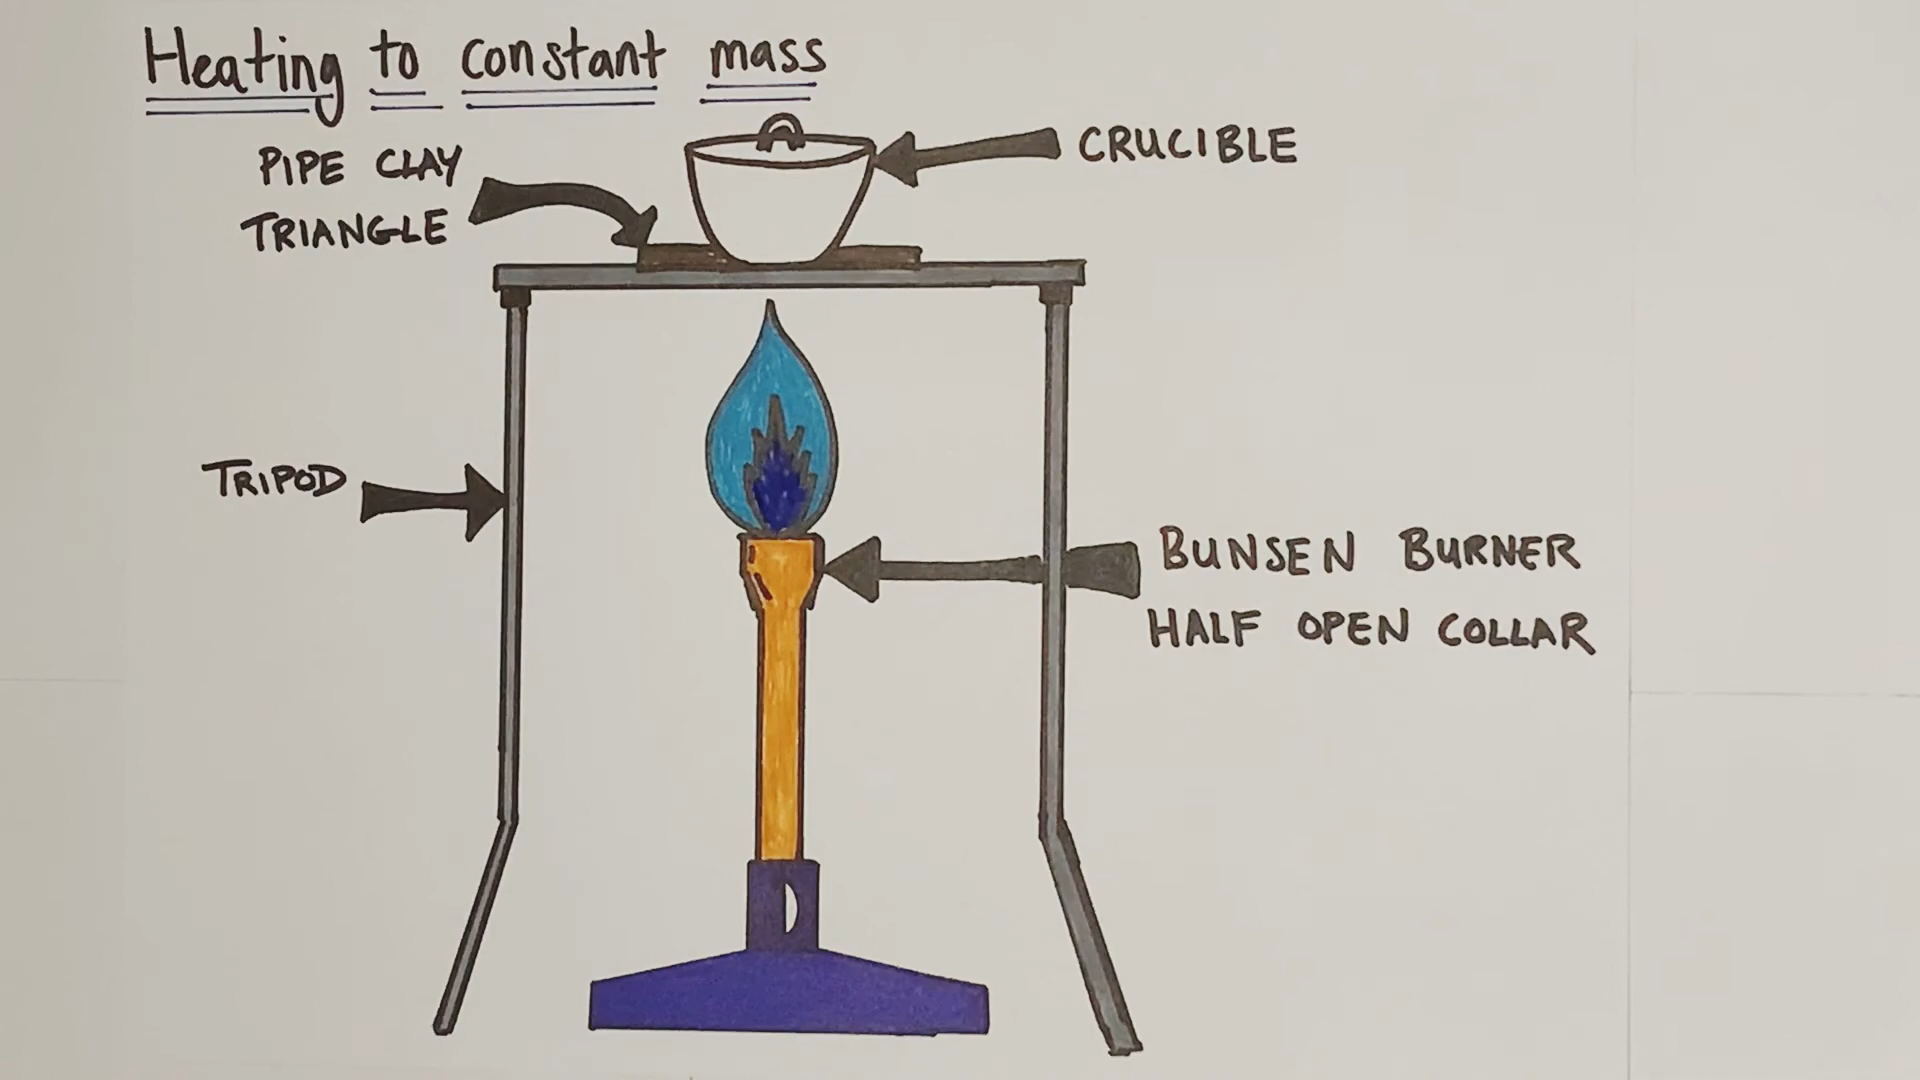 Heating to constant mass
PIPE CLAY
TRIANGLE
CRUCIBLE
TRIPOD
BUNSEN BURNER
HALF OPEN COLLAR